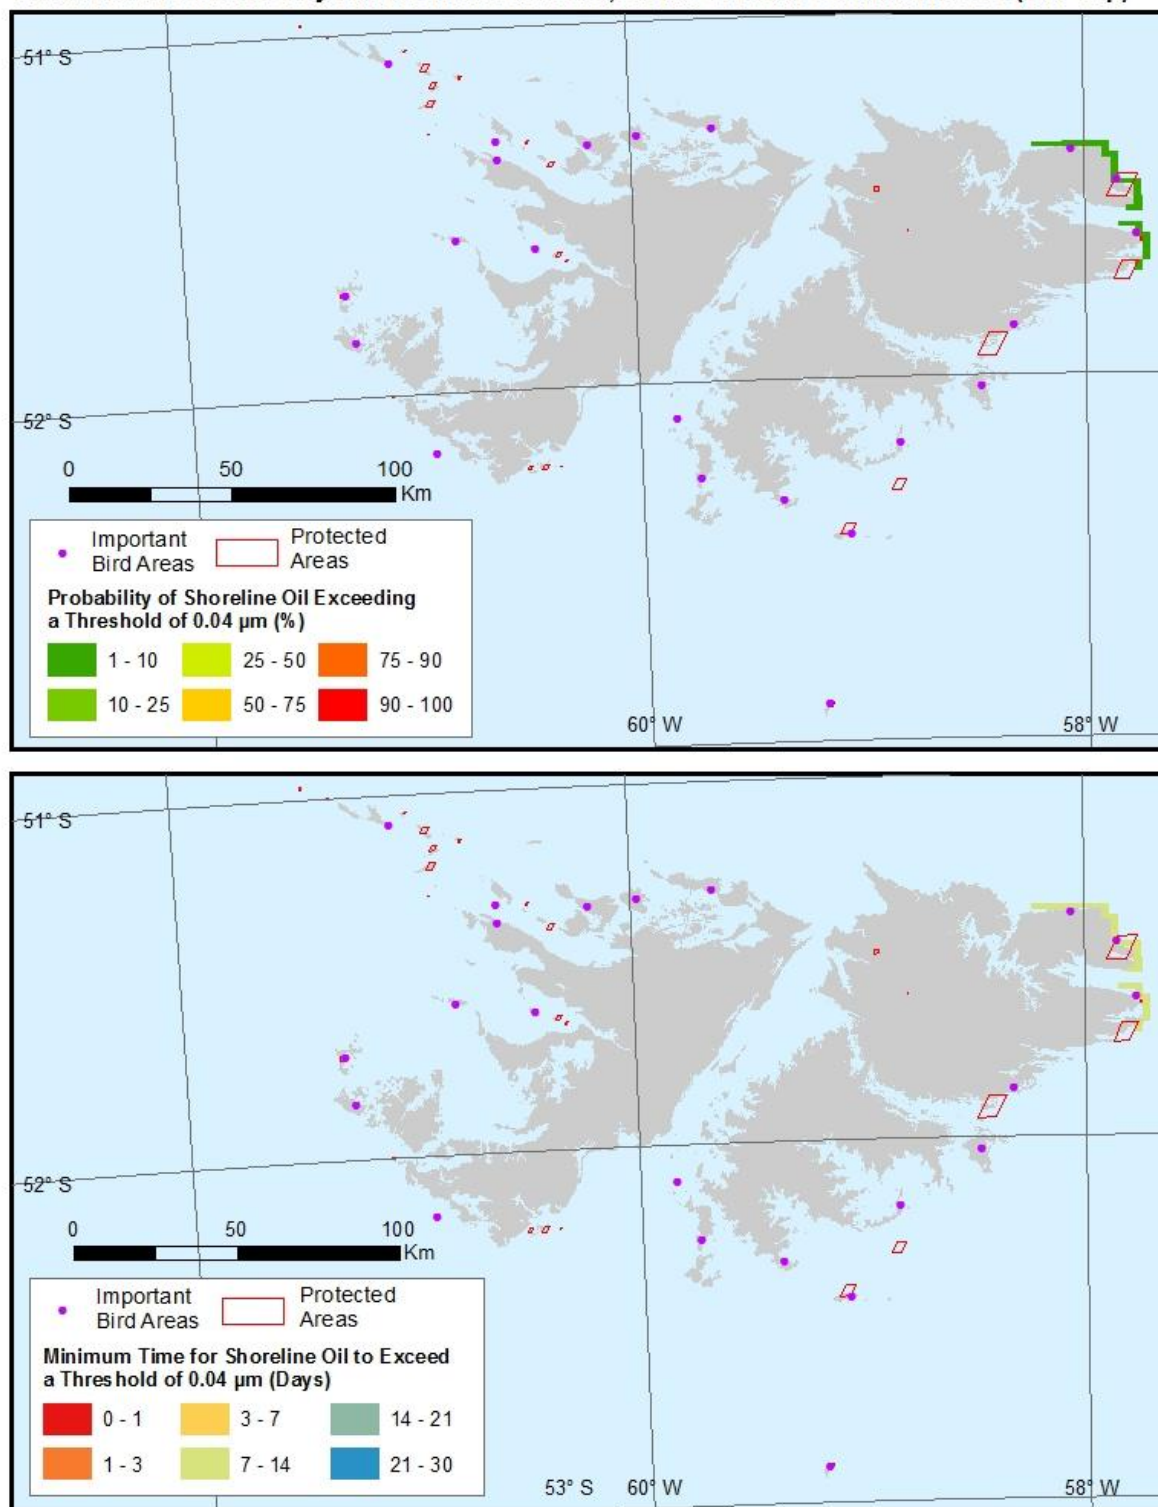 51° S
52° S
0 50 100
Km
Important Bird Areas
Protected Areas
Probability of Shoreline Oil Exceeding
a Threshold of 0.04 µm (%)
1 - 10 25 - 50 75 - 90
10 - 25 50 - 75 90 - 100
60° W 58° W
51° S
52° S
0 50 100
Km
Important Bird Areas
Protected Areas
Minimum Time for Shoreline Oil to Exceed
a Threshold of 0.04 µm (Days)
0 - 1 3 - 7 14 - 21
1 - 3 7 - 14 21 - 30
53° S 60° W 58° W